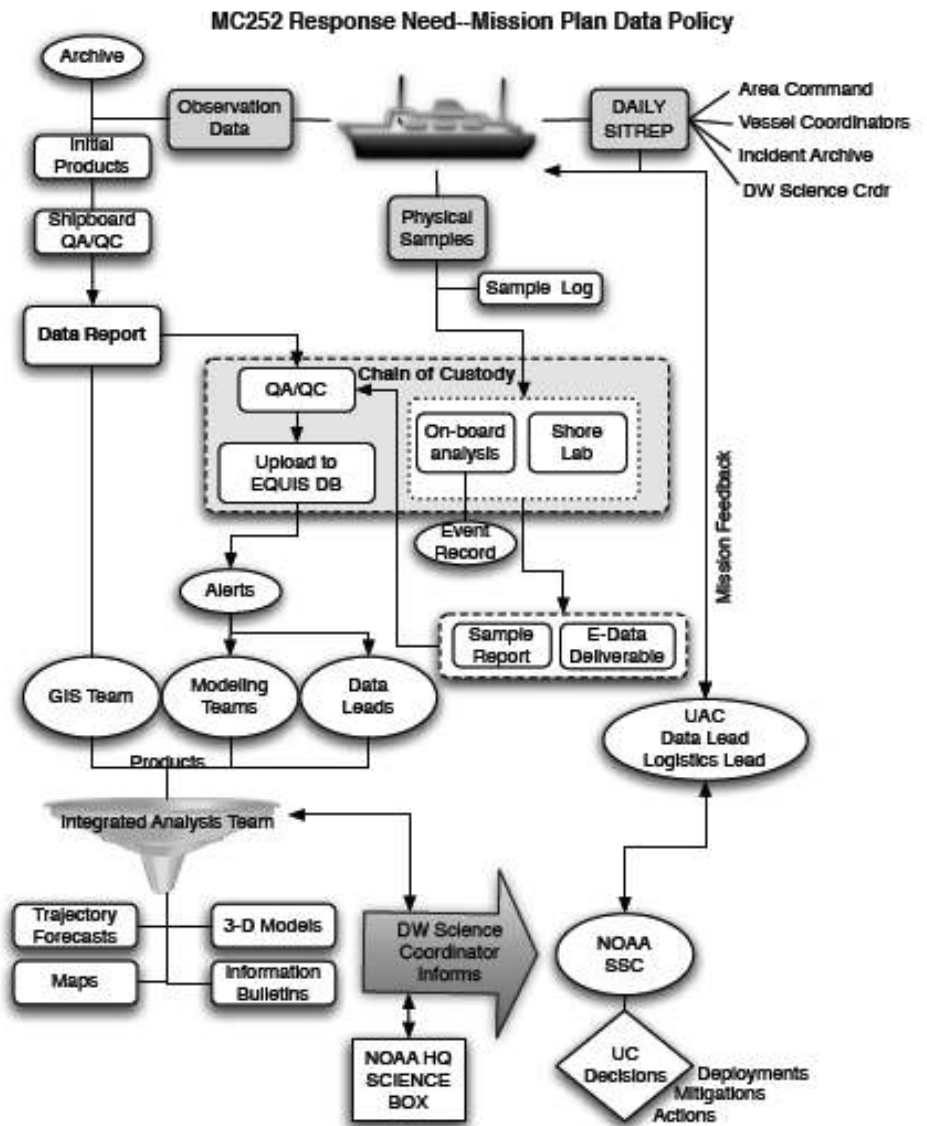 MC252 Response Need--Mission Plan Data Policy
Archive
Observation
Data
DAILY
SITREP
Area Command
Vessel Coordinators
Incident Archive
DW Science Crdr
Initial
Products
Shipboard
QA/QC
Physical
Samples
Sample Log
Data Report
Chain of Custody
QA/QC
On-board
analysis
Shore
Lab
Upload to
EQUIS DB
Event
Record
Mission Feedback
Alerts
Sample
Report
E-Data
Deliverable
GIS Team
Modeling
Teams
Data
Leads
UAC
Data Lead
Logistics Lead
Products
Integrated Analysis Team
Trajectory
Forecasts
3-D Models
Maps
Information
Bulletins
DW Science
Coordinator
Informs
NOAA
SSC
NOAA HQ
SCIENCE
BOX
UC
Decisions
Deployments
Mitigations
Actions